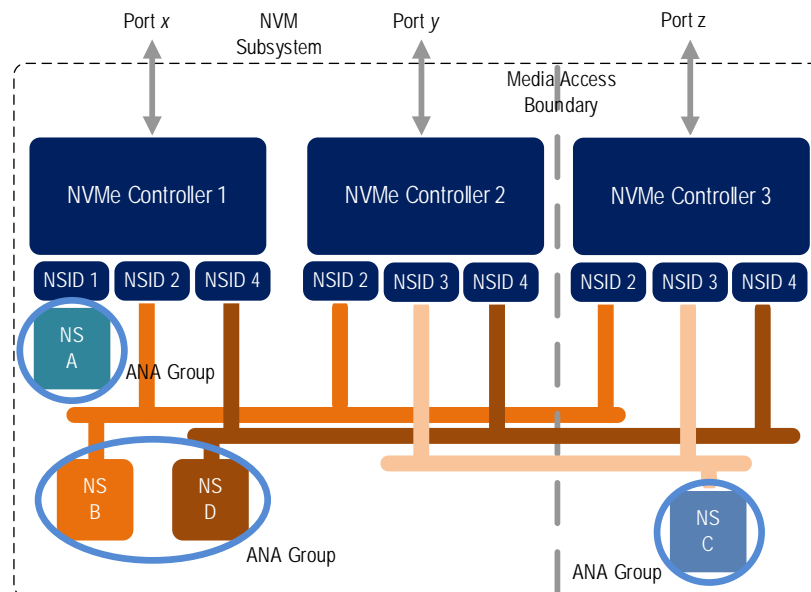 Port x
NVM
Subsystem
Port y
Port z
Media Access
Boundary
NVMe Controller 1
NVMe Controller 2
NVMe Controller 3
NSID 1
NSID 2
NSID 4
NSID 2
NSID 3
NSID 4
NSID 2
NSID 3
NSID 4
NS
A
ANA Group
NS
B
NS
D
ANA Group
NS
C
ANA Group